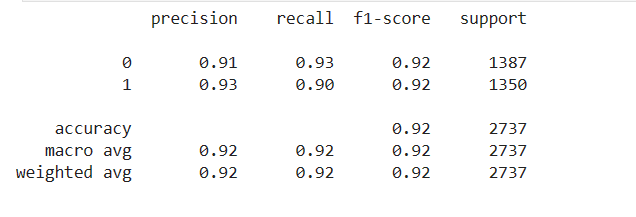 precision recall f1-score support
0 0.91 0.93 0.92 1387
1 0.93 0.90 0.92 1350
accuracy 0.92 2737
macro avg 0.92 0.92 0.92 2737
weighted avg 0.92 0.92 0.92 2737